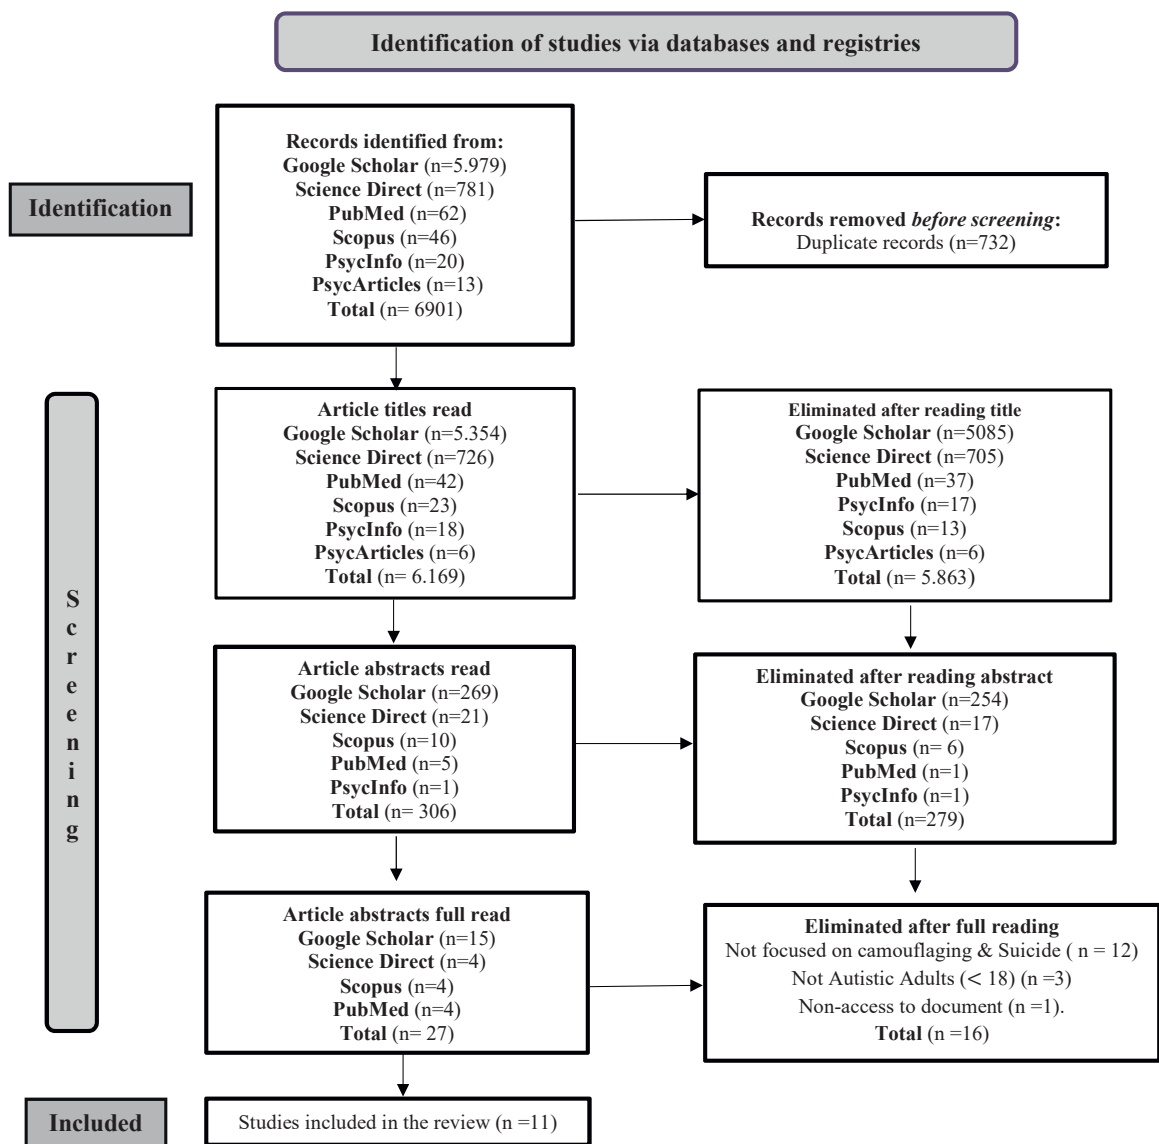 Identification of studies via databases and registries
Identification
Records identified from:
Google Scholar (n=5.979)
Science Direct (n=781)
PubMed (n=62)
Scopus (n=46)
PsycInfo (n=20)
PsycArticles (n=13)
Total (n= 6901)
Records removed before screening:
Duplicate records (n=732)
Screening
Article titles read
Google Scholar (n=5.354)
Science Direct (n=726)
PubMed (n=42)
Scopus (n=23)
PsycInfo (n=18)
PsycArticles (n=6)
Total (n= 6.169)
Eliminated after reading title
Google Scholar (n=5085)
Science Direct (n=705)
PubMed (n=37)
PsycInfo (n=17)
Scopus (n=13)
PsycArticles (n=6)
Total (n= 5.863)
Article abstracts read
Google Scholar (n=269)
Science Direct (n=21)
Scopus (n=10)
PubMed (n=5)
PsycInfo (n=1)
Total (n= 306)
Eliminated after reading abstract
Google Scholar (n=254)
Science Direct (n=17)
Scopus (n= 6)
PubMed (n=1)
PsycInfo (n=1)
Total (n=279)
Article abstracts full read
Google Scholar (n=15)
Science Direct (n=4)
Scopus (n=4)
PubMed (n=4)
Total (n= 27)
Eliminated after full reading
Not focused on camouflaging & Suicide ( n = 12)
Not Autistic Adults (< 18) (n =3)
Non-access to document (n =1).
Total (n =16)
Included
Studies included in the review (n =11)